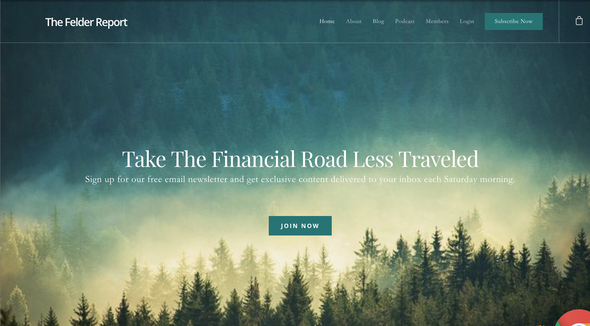 The Felder Report
Home About Blog Podcast Members Login Subscribe Now
Take The Financial Road Less Traveled
Sign up for our free email newsletter and get exclusive content delivered to your inbox each Saturday morning.
JOIN NOW